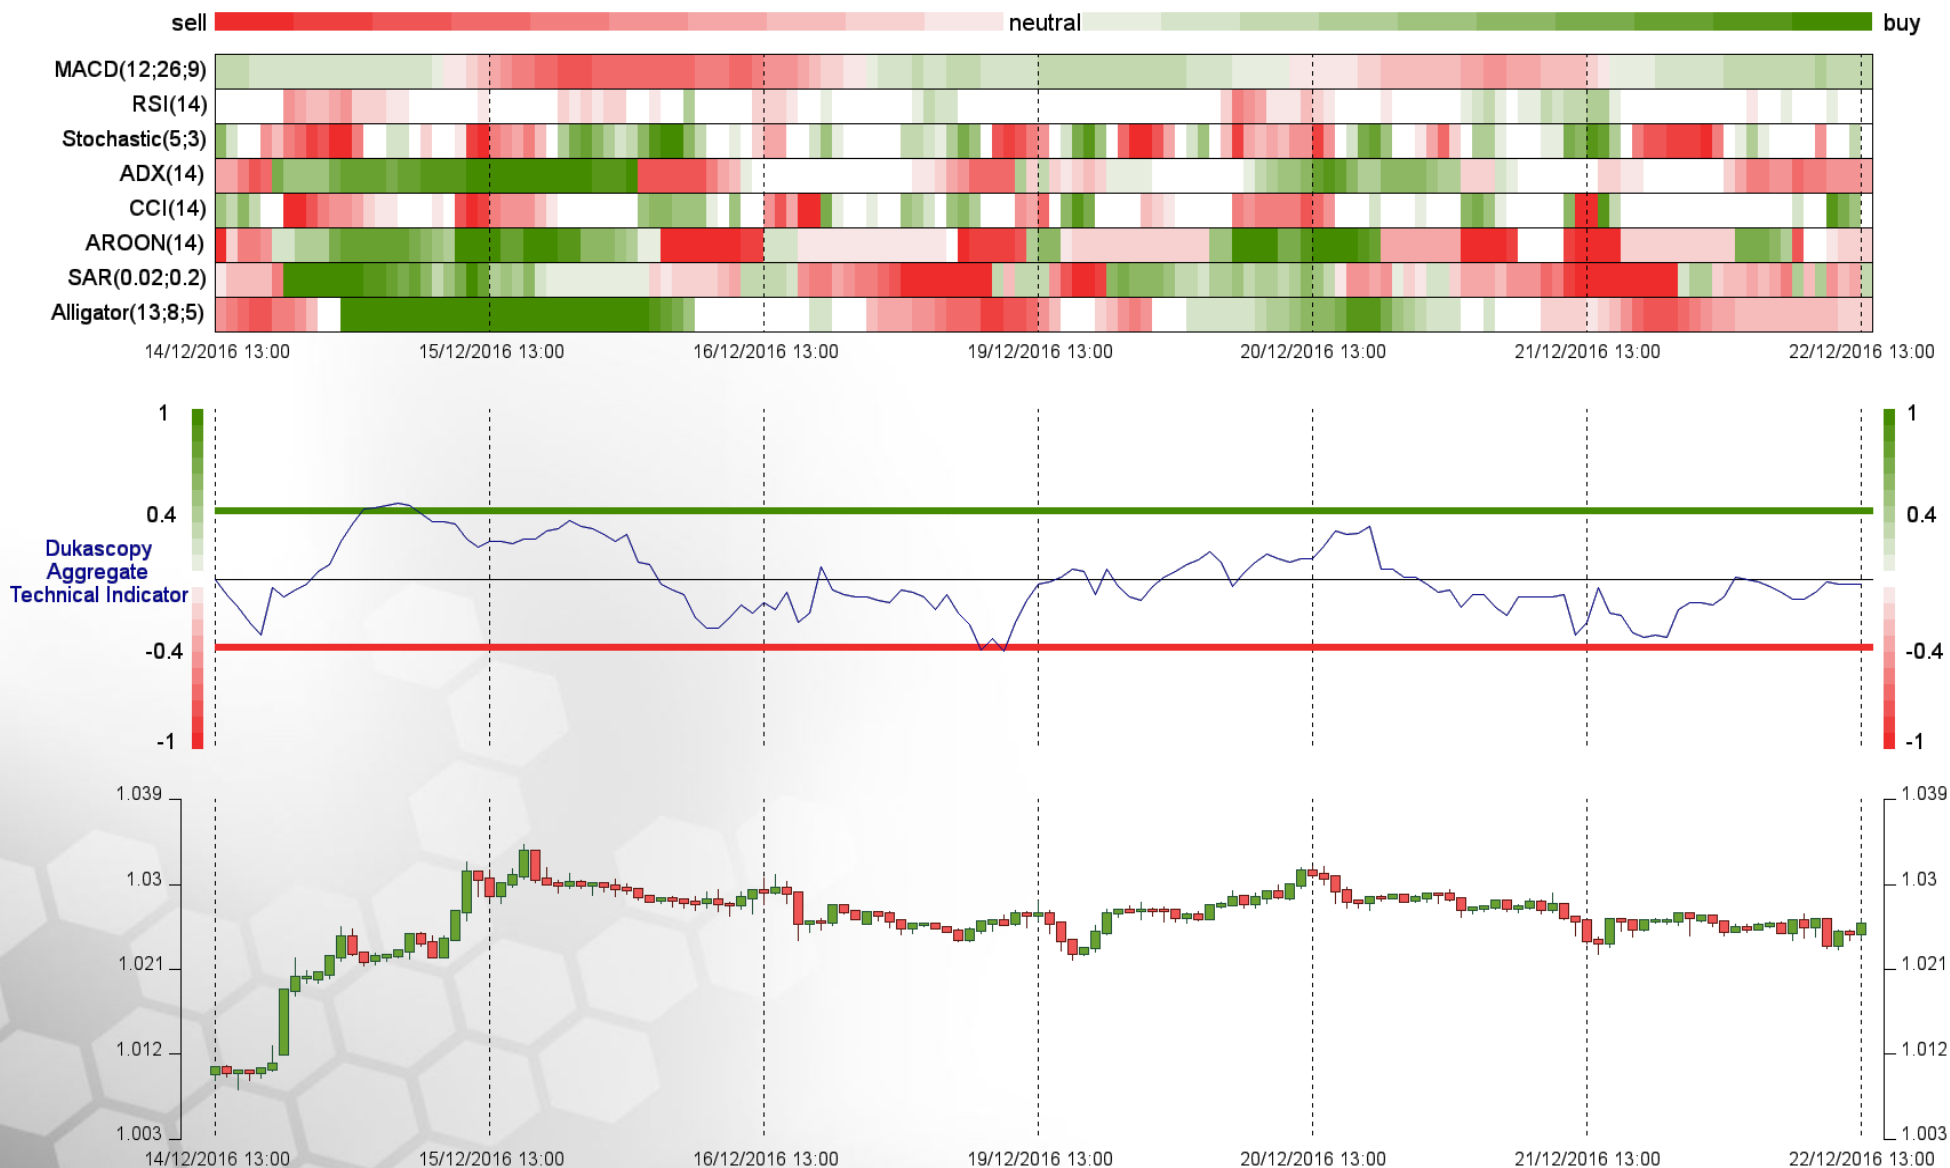 sell neutral buy
MACD(12;26;9)
RSI(14)
Stochastic(5;3)
ADX(14)
CCI(14)
AROON(14)
SAR(0.02;0.2)
Alligator(13;8;5)
14/12/2016 13:00 15/12/2016 13:00 16/12/2016 13:00 19/12/2016 13:00 20/12/2016 13:00 21/12/2016 13:00 22/12/2016 13:00
1 1
0.4 0.4
Dukascopy
Aggregate
Technical Indicator
-0.4 -0.4
-1 -1
1.039 1.039
1.03 1.03
1.021 1.021
1.012 1.012
1.003 1.003
14/12/2016 13:00 15/12/2016 13:00 16/12/2016 13:00 19/12/2016 13:00 20/12/2016 13:00 21/12/2016 13:00 22/12/2016 13:00